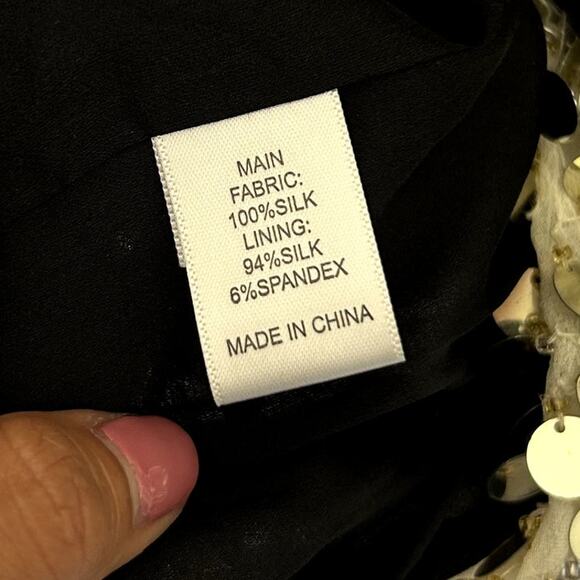 MAIN
FABRIC:
100%SILK
LINING:
94%SILK
6%SPANDEX
MADE IN CHINA